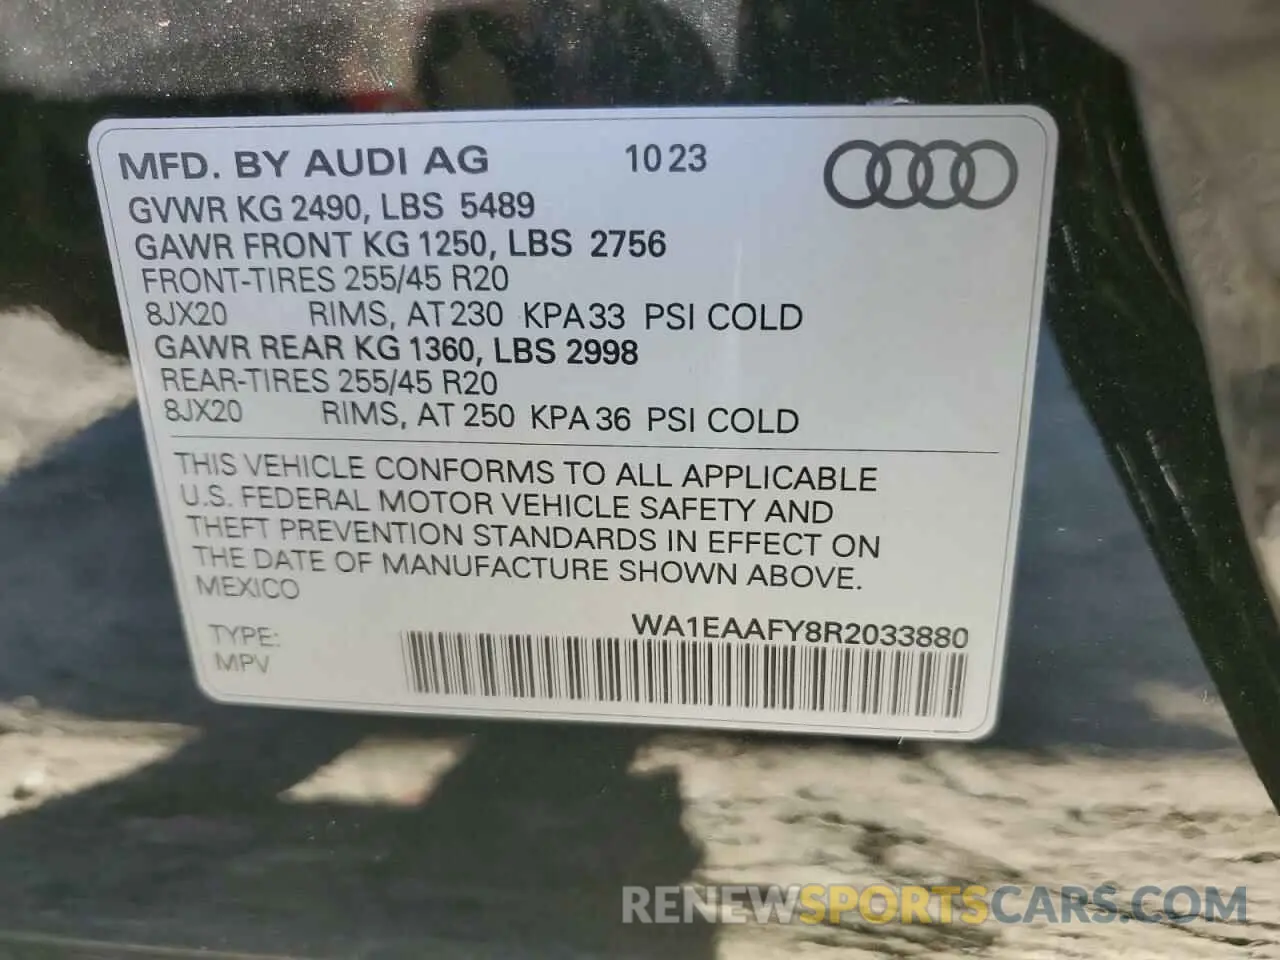 MFD. BY AUDI AG 10 23
GVWR KG 2490, LBS 5489
GAWR FRONT KG 1250, LBS 2756
FRONT-TIRES 255/45 R20
8JX20 RIMS, AT 230 KPA 33 PSI COLD
GAWR REAR KG 1360, LBS 2998
REAR-TIRES 255/45 R20
8JX20 RIMS, AT 250 KPA 36 PSI COLD
THIS VEHICLE CONFORMS TO ALL APPLICABLE
U.S. FEDERAL MOTOR VEHICLE SAFETY AND
THEFT PREVENTION STANDARDS IN EFFECT ON
THE DATE OF MANUFACTURE SHOWN ABOVE.
MEXICO
WA1EAAFY8R2033880
TYPE:
MPV
RENEWSPORTSCARS.COM